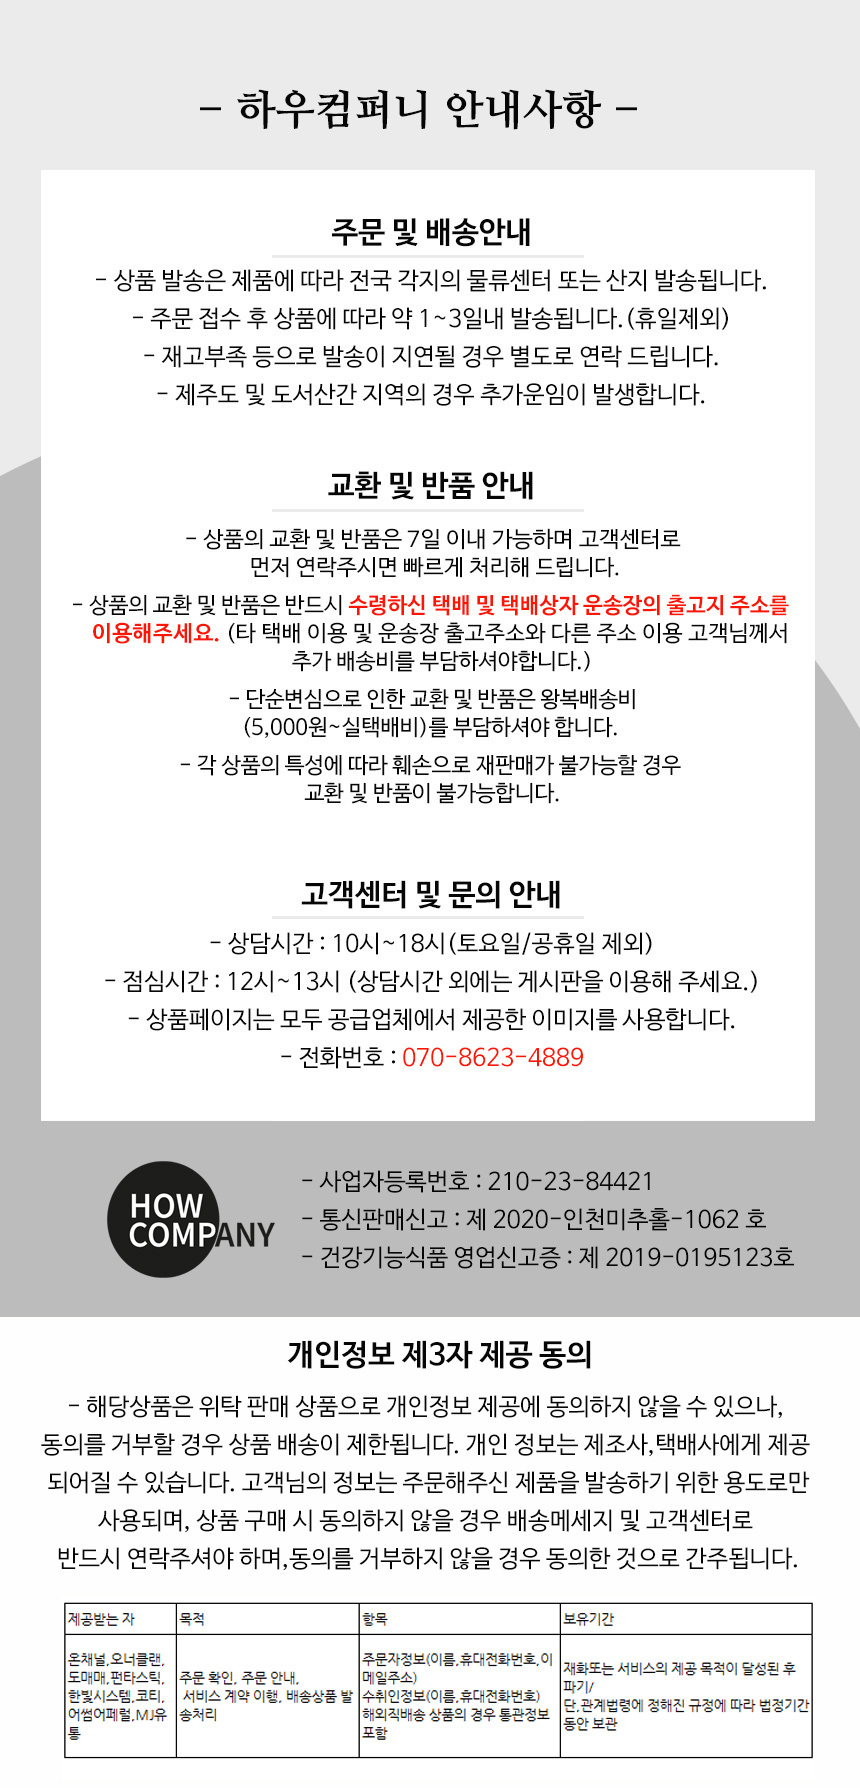 - 하우컴퍼니 안내사항 -
주문 및 배송안내
- 상품 발송은 제품에 따라 전국 각지의 물류센터 또는 산지 발송됩니다.
- 주문 접수 후 상품에 따라 약 1~3일내 발송됩니다.(휴일제외)
- 재고부족 등으로 발송이 지연될 경우 별도로 연락 드립니다.
- 제주도 및 도서산간 지역의 경우 추가운임이 발생합니다.
교환 및 반품 안내
- 상품의 교환 및 반품은 7일 이내 가능하며 고객센터로
먼저 연락주시면 빠르게 처리해 드립니다.
- 상품의 교환 및 반품은 반드시 수령하신 택배 및 택배상자 운송장의 출고지 주소를
이용해주세요. (타 택배 이용 및 운송장 출고주소와 다른 주소 이용 고객님께서
추가 배송비를 부담하셔야합니다.)
- 단순변심으로 인한 교환 및 반품은 왕복배송비
(5,000원~실택배비)를 부담하셔야 합니다.
- 각 상품의 특성에 따라 훼손으로 재판매가 불가능할 경우
교환 및 반품이 불가능합니다.
고객센터 및 문의 안내
- 상담시간 : 10시~18시(토요일/공휴일 제외)
- 점심시간 : 12시~13시 (상담시간 외에는 게시판을 이용해 주세요.)
- 상품페이지는 모두 공급업체에서 제공한 이미지를 사용합니다.
- 전화번호 : 070-8623-4889
HOW
COMPANY
- 사업자등록번호 : 210-23-84421
- 통신판매신고 : 제 2020-인천미추홀-1062 호
- 건강기능식품 영업신고증 : 제 2019-0195123호
개인정보 제3자 제공 동의
- 해당상품은 위탁 판매 상품으로 개인정보 제공에 동의하지 않을 수 있으나,
동의를 거부할 경우 상품 배송이 제한됩니다. 개인 정보는 제조사,택배사에게 제공
되어질 수 있습니다. 고객님의 정보는 주문해주신 제품을 발송하기 위한 용도로만
사용되며, 상품 구매 시 동의하지 않을 경우 배송메세지 및 고객센터로
반드시 연락주셔야 하며,동의를 거부하지 않을 경우 동의한 것으로 간주됩니다.
제공받는 자
목적
항목
보유기간
온채널,오너클랜,
도매매,펀타스틱,
한빛시스템,코티,
어썸어페럴,MJ유
통
주문 확인, 주문 안내,
서비스 계약 이행, 배송상품 발
송처리
주문자정보(이름,휴대전화번호,이
메일주소)
수취인정보(이름,휴대전화번호)
해외직배송 상품의 경우 통관정보
포함
재화또는 서비스의 제공 목적이 달성된 후
파기/
단,관계법령에 정해진 규정에 따라 법정기간
동안 보관